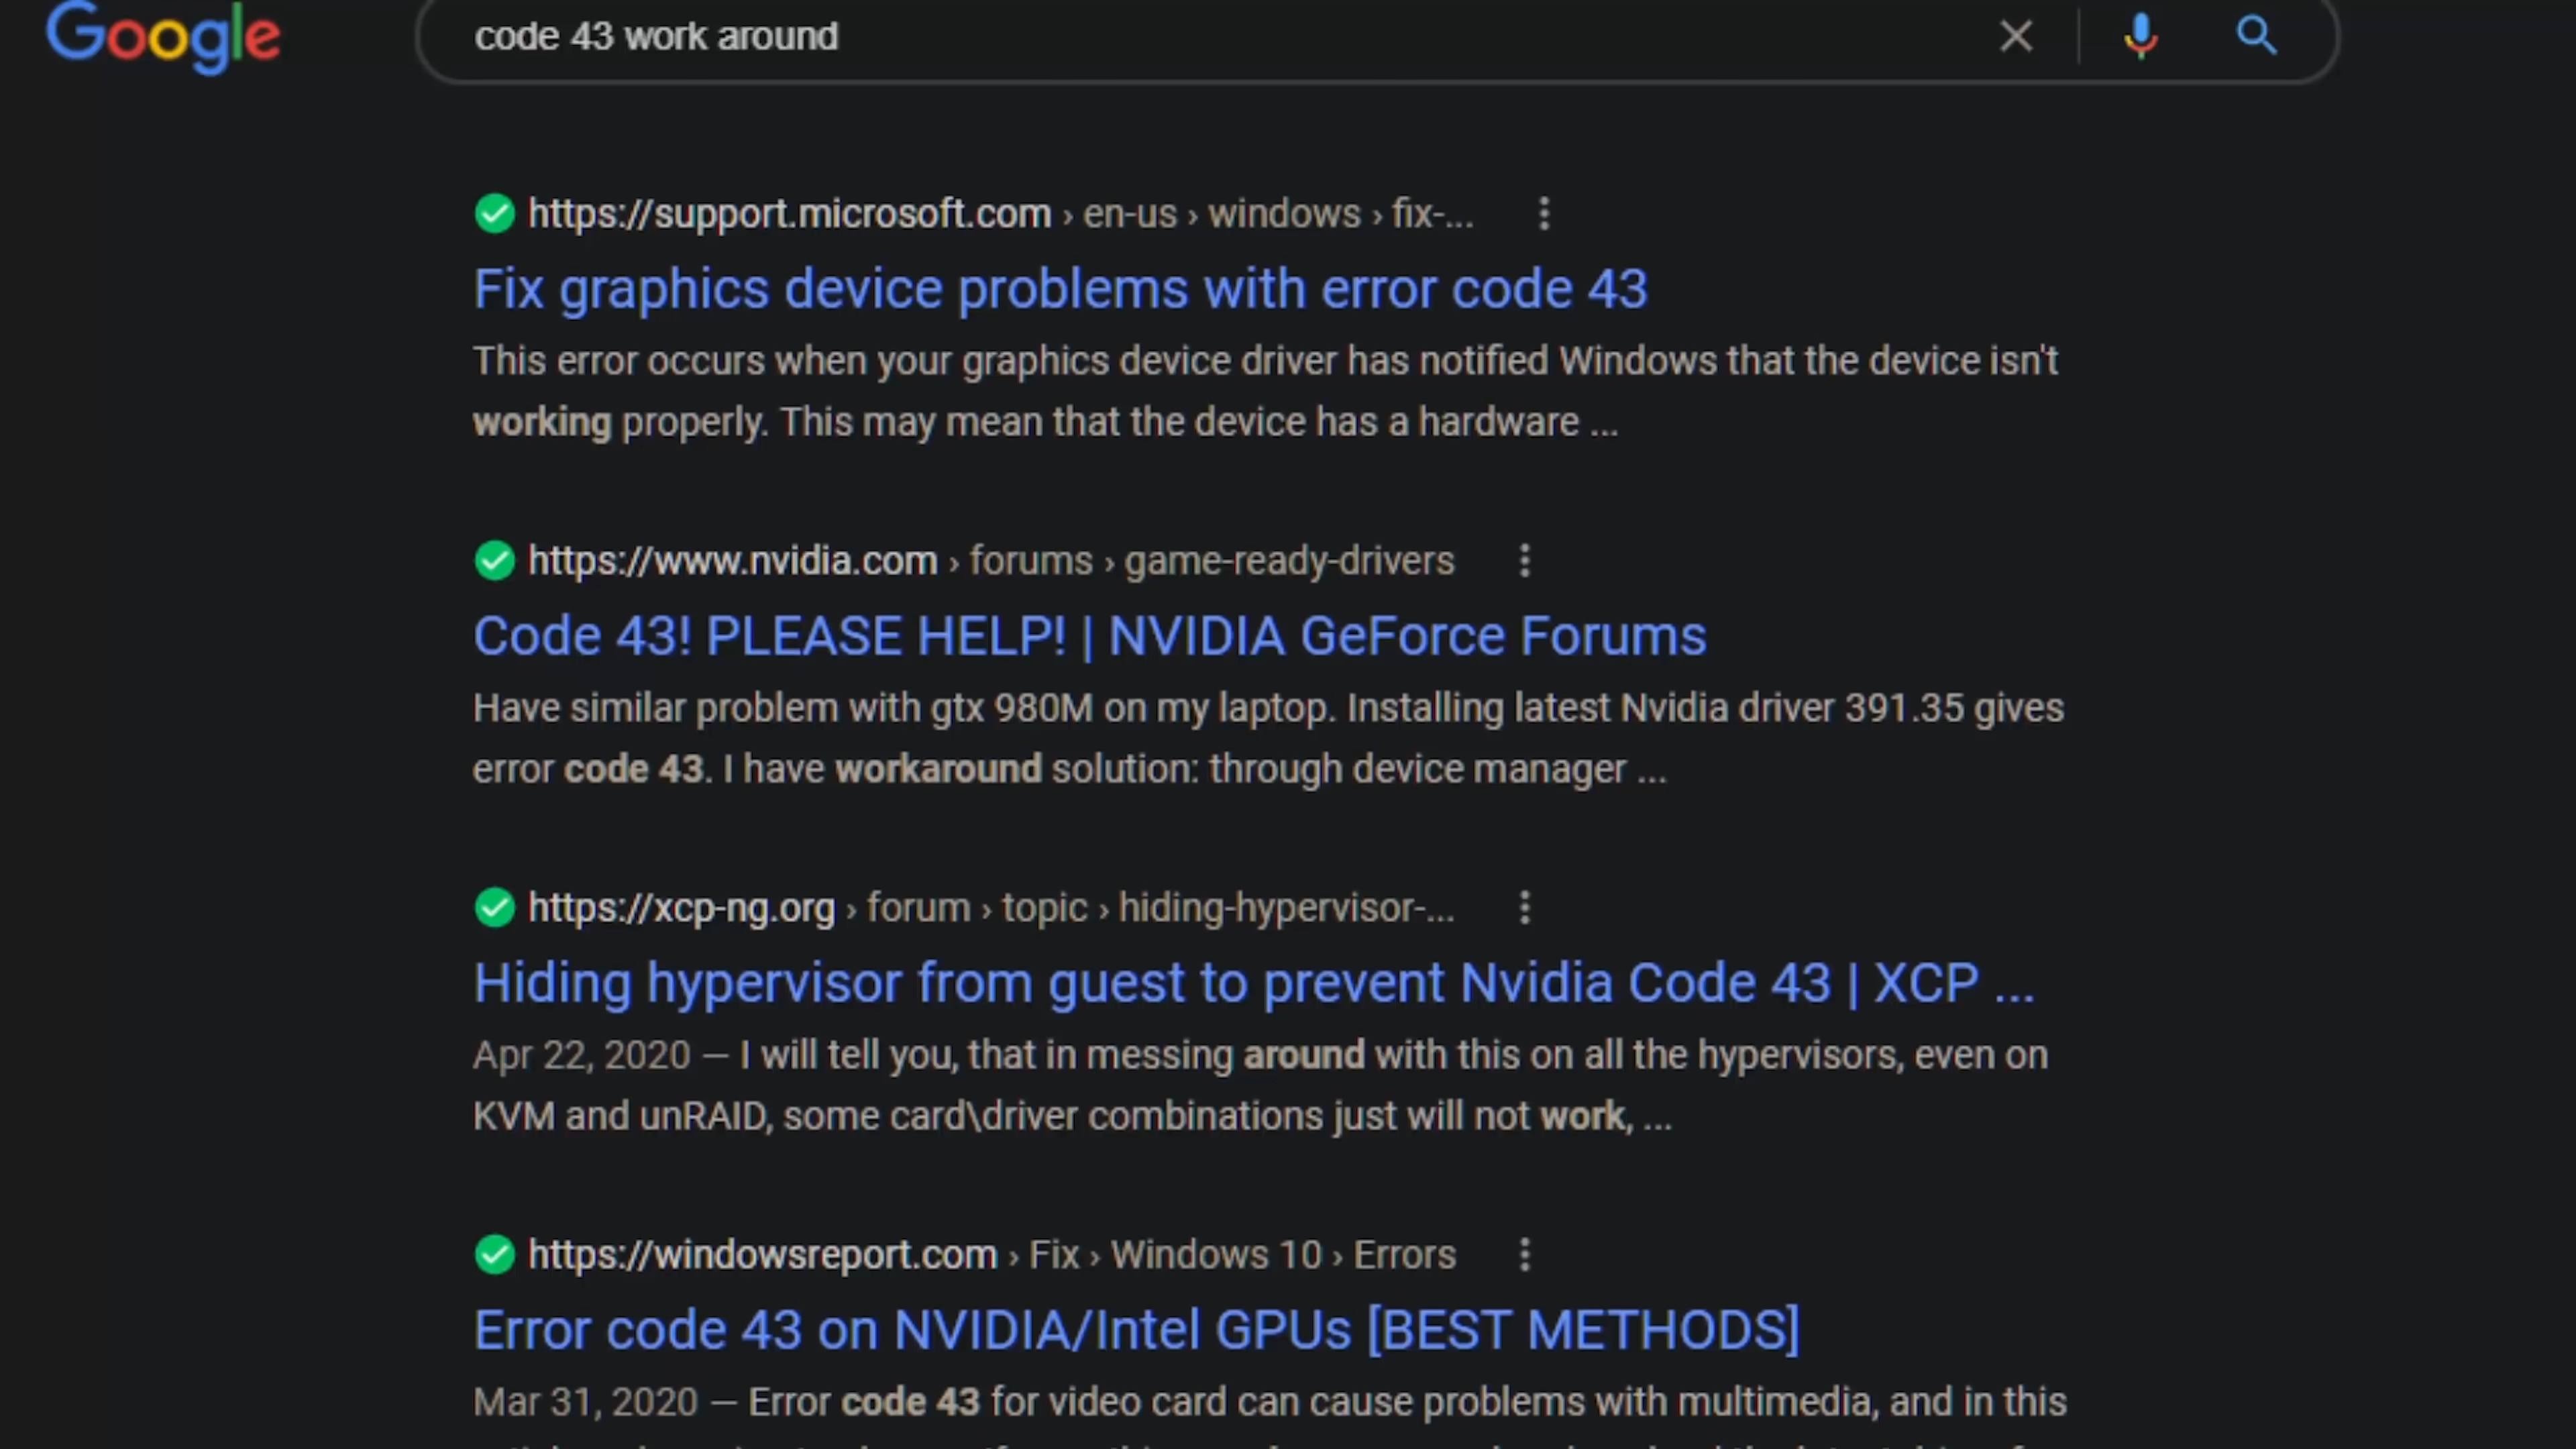 Google
code 43 work around
https://support.microsoft.com › en-us › windows › fix-...
Fix graphics device problems with error code 43
This error occurs when your graphics device driver has notified Windows that the device isn't
working properly. This may mean that the device has a hardware ...
https://www.nvidia.com › forums › game-ready-drivers
Code 43! PLEASE HELP! | NVIDIA GeForce Forums
Have similar problem with gtx 980M on my laptop. Installing latest Nvidia driver 391.35 gives
error code 43. I have workaround solution: through device manager ...
https://xcp-ng.org › forum › topic › hiding-hypervisor-...
Hiding hypervisor from guest to prevent Nvidia Code 43 | XCP ...
Apr 22, 2020 — I will tell you, that in messing around with this on all the hypervisors, even on
KVM and unRAID, some card\driver combinations just will not work, ...
https://windowsreport.com › Fix › Windows 10 › Errors
Error code 43 on NVIDIA/Intel GPUs [BEST METHODS]
Mar 31, 2020 — Error code 43 for video card can cause problems with multimedia, and in this